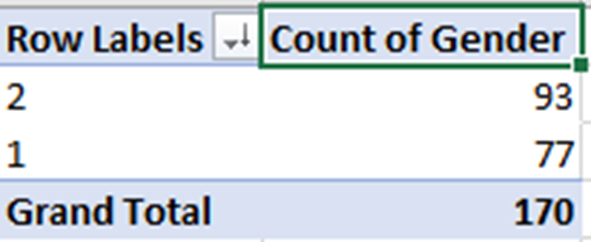 Row Labels Count of Gender
2 93
1 77
Grand Total 170